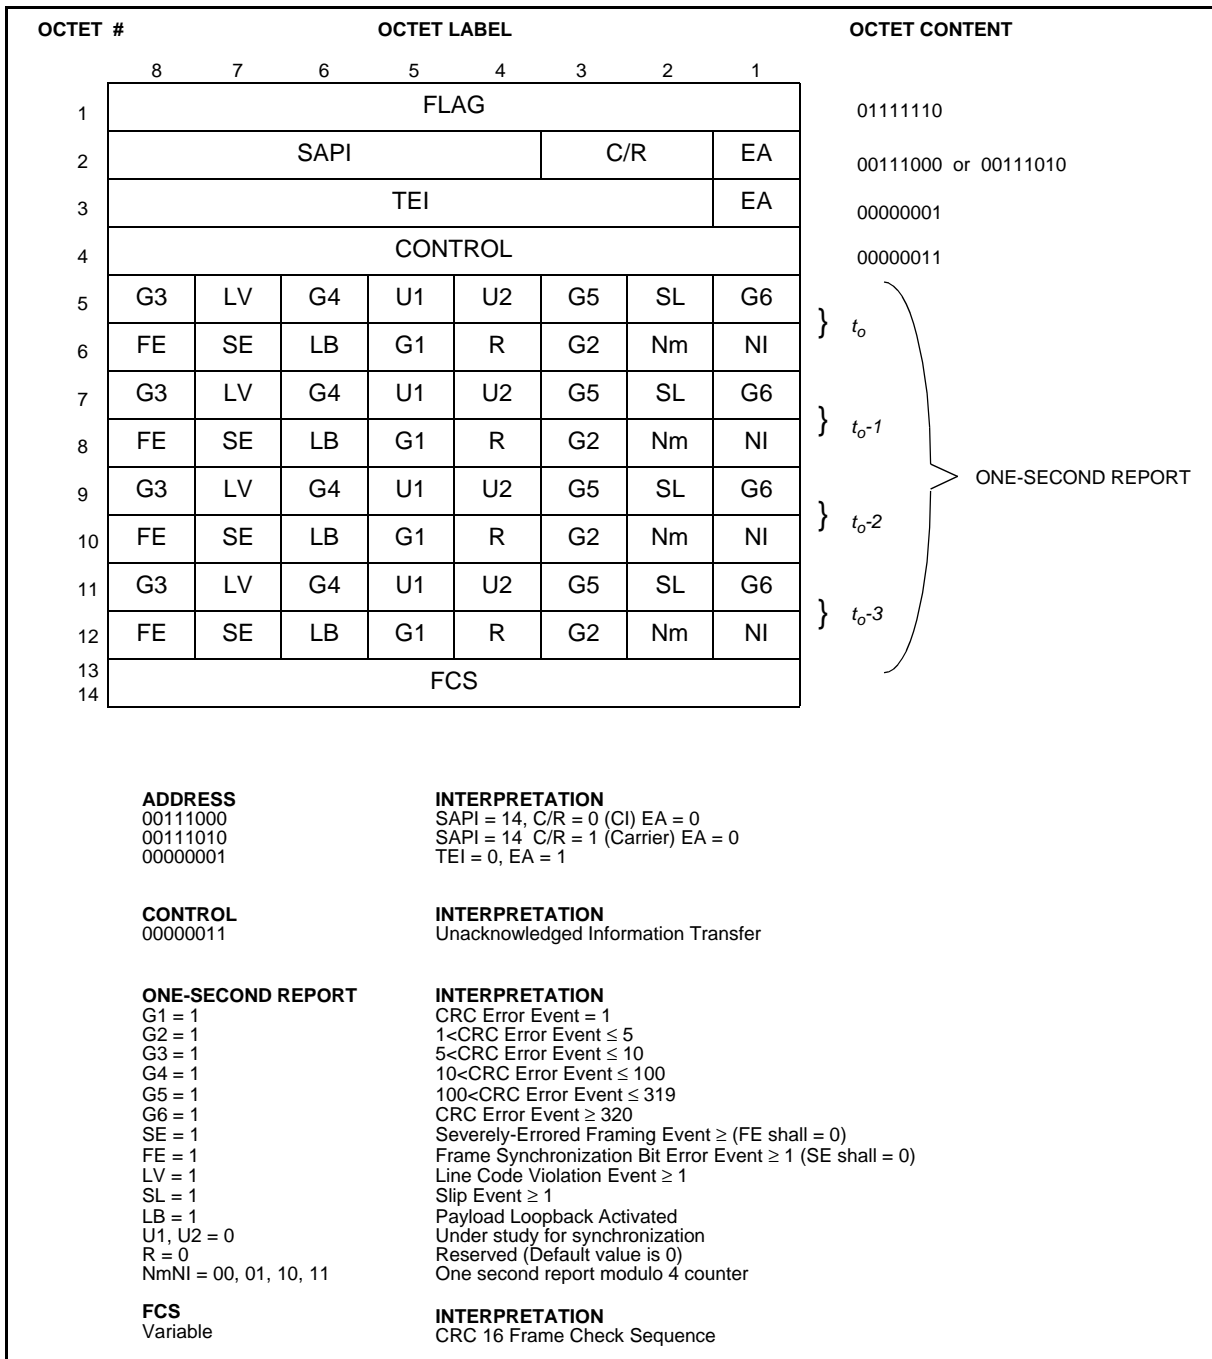 OCTET # OCTET LABEL OCTET CONTENT
8 7 6 5 4 3 2 1
1 FLAG 01111110
2 SAPI C/R EA 00111000 or 00111010
3 TEI EA 00000001
4 CONTROL 00000011
5 G3 LV G4 U1 U2 G5 SL G6
} to
6 FE SE LB G1 R G2 Nm NI
7 G3 LV G4 U1 U2 G5 SL G6
} to-1
8 FE SE LB G1 R G2 Nm NI
9 G3 LV G4 U1 U2 G5 SL G6
ONE-SECOND REPORT
} to-2
10 FE SE LB G1 R G2 Nm NI
11 G3 LV G4 U1 U2 G5 SL G6
} to-3
12 FE SE LB G1 R G2 Nm NI
13
FCS
14
ADDRESS INTERPRETATION
00111000 SAPI = 14, C/R = 0 (CI) EA = 0
00111010 SAPI = 14 C/R = 1 (Carrier) EA = 0
00000001 TEI = 0, EA = 1
CONTROL INTERPRETATION
00000011 Unacknowledged Information Transfer
ONE-SECOND REPORT INTERPRETATION
G1 = 1 CRC Error Event = 1
G2 = 1 1<CRC Error Event ≤ 5
G3 = 1 5<CRC Error Event ≤ 10
G4 = 1 10<CRC Error Event ≤ 100
G5 = 1 100<CRC Error Event ≤ 319
G6 = 1 CRC Error Event ≥ 320
SE = 1 Severely-Errored Framing Event ≥ (FE shall = 0)
FE = 1 Frame Synchronization Bit Error Event ≥ 1 (SE shall = 0)
LV = 1 Line Code Violation Event ≥ 1
SL = 1 Slip Event ≥ 1
LB = 1 Payload Loopback Activated
U1, U2 = 0 Under study for synchronization
R = 0 Reserved (Default value is 0)
NmNI = 00, 01, 10, 11 One second report modulo 4 counter
FCS INTERPRETATION
Variable CRC 16 Frame Check Sequence